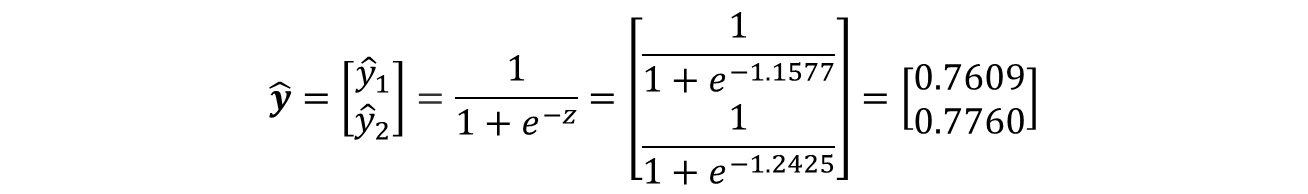 ŷ = [ŷ₁ ŷ₂] = 1 / (1 + e^(−z)) = [1 / (1 + e^(−1.1577)) 1 / (1 + e^(−1.2425))] = [0.7609 0.7760]